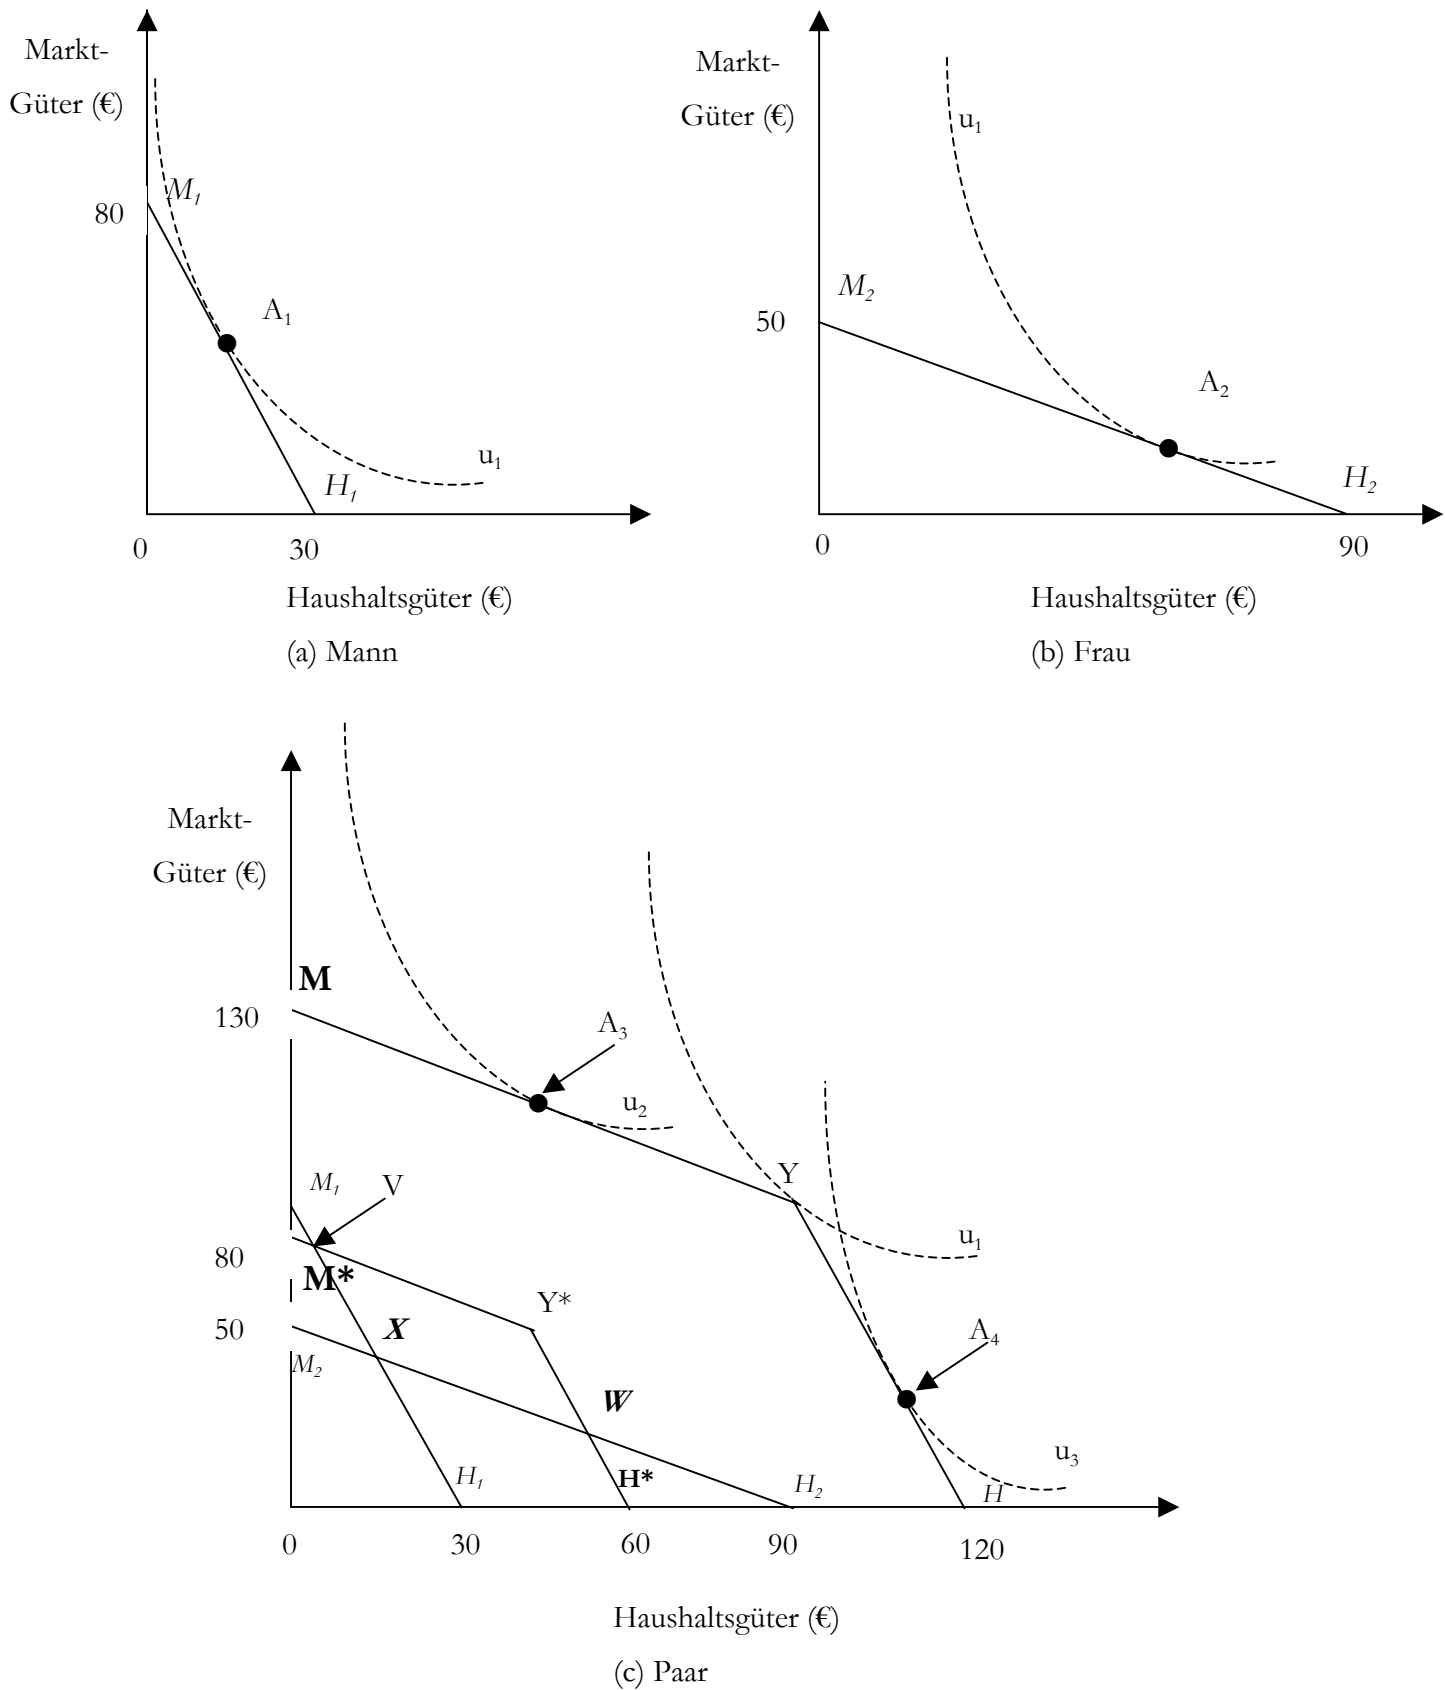 Markt-
Güter (€)
M₁
80
A₁
u₁
H₁
0 30
Haushaltsgüter (€)
(a) Mann
Markt-
Güter (€)
u₁
M₂
50
A₂
H₂
0 90
Haushaltsgüter (€)
(b) Frau
Markt-
Güter (€)
M
130
A₃
u₂
Y
M₁ V
u₁
80
M*
Y*
50 X
A₄
M₂
W
u₃
H₁ H* H₂ H
0 30 60 90 120
Haushaltsgüter (€)
(c) Paar